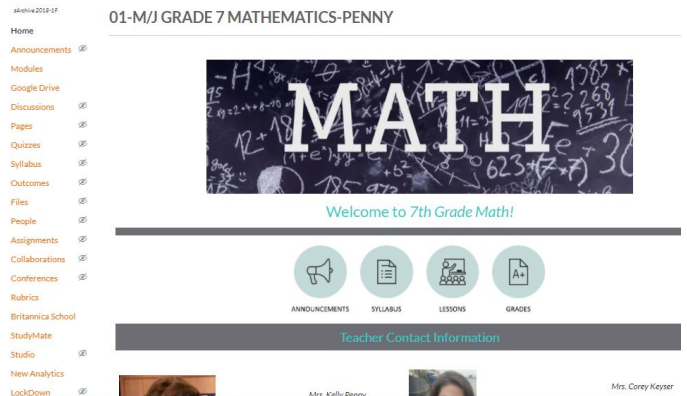 eArchive 2018-19
Home
Announcements
Modules
Google Drive
Discussions
Pages
Quizzes
Syllabus
Outcomes
Files
People
Assignments
Collaborations
Conferences
Rubrics
Britannica School
StudyMate
Studio
New Analytics
LockDown
01-M/J GRADE 7 MATHEMATICS-PENNY
MATH
Welcome to 7th Grade Math!
ANNOUNCEMENTS SYLLABUS LESSONS GRADES
A+
Teacher Contact Information
Mrs. Kelly Penny
Mrs. Corey Keyser